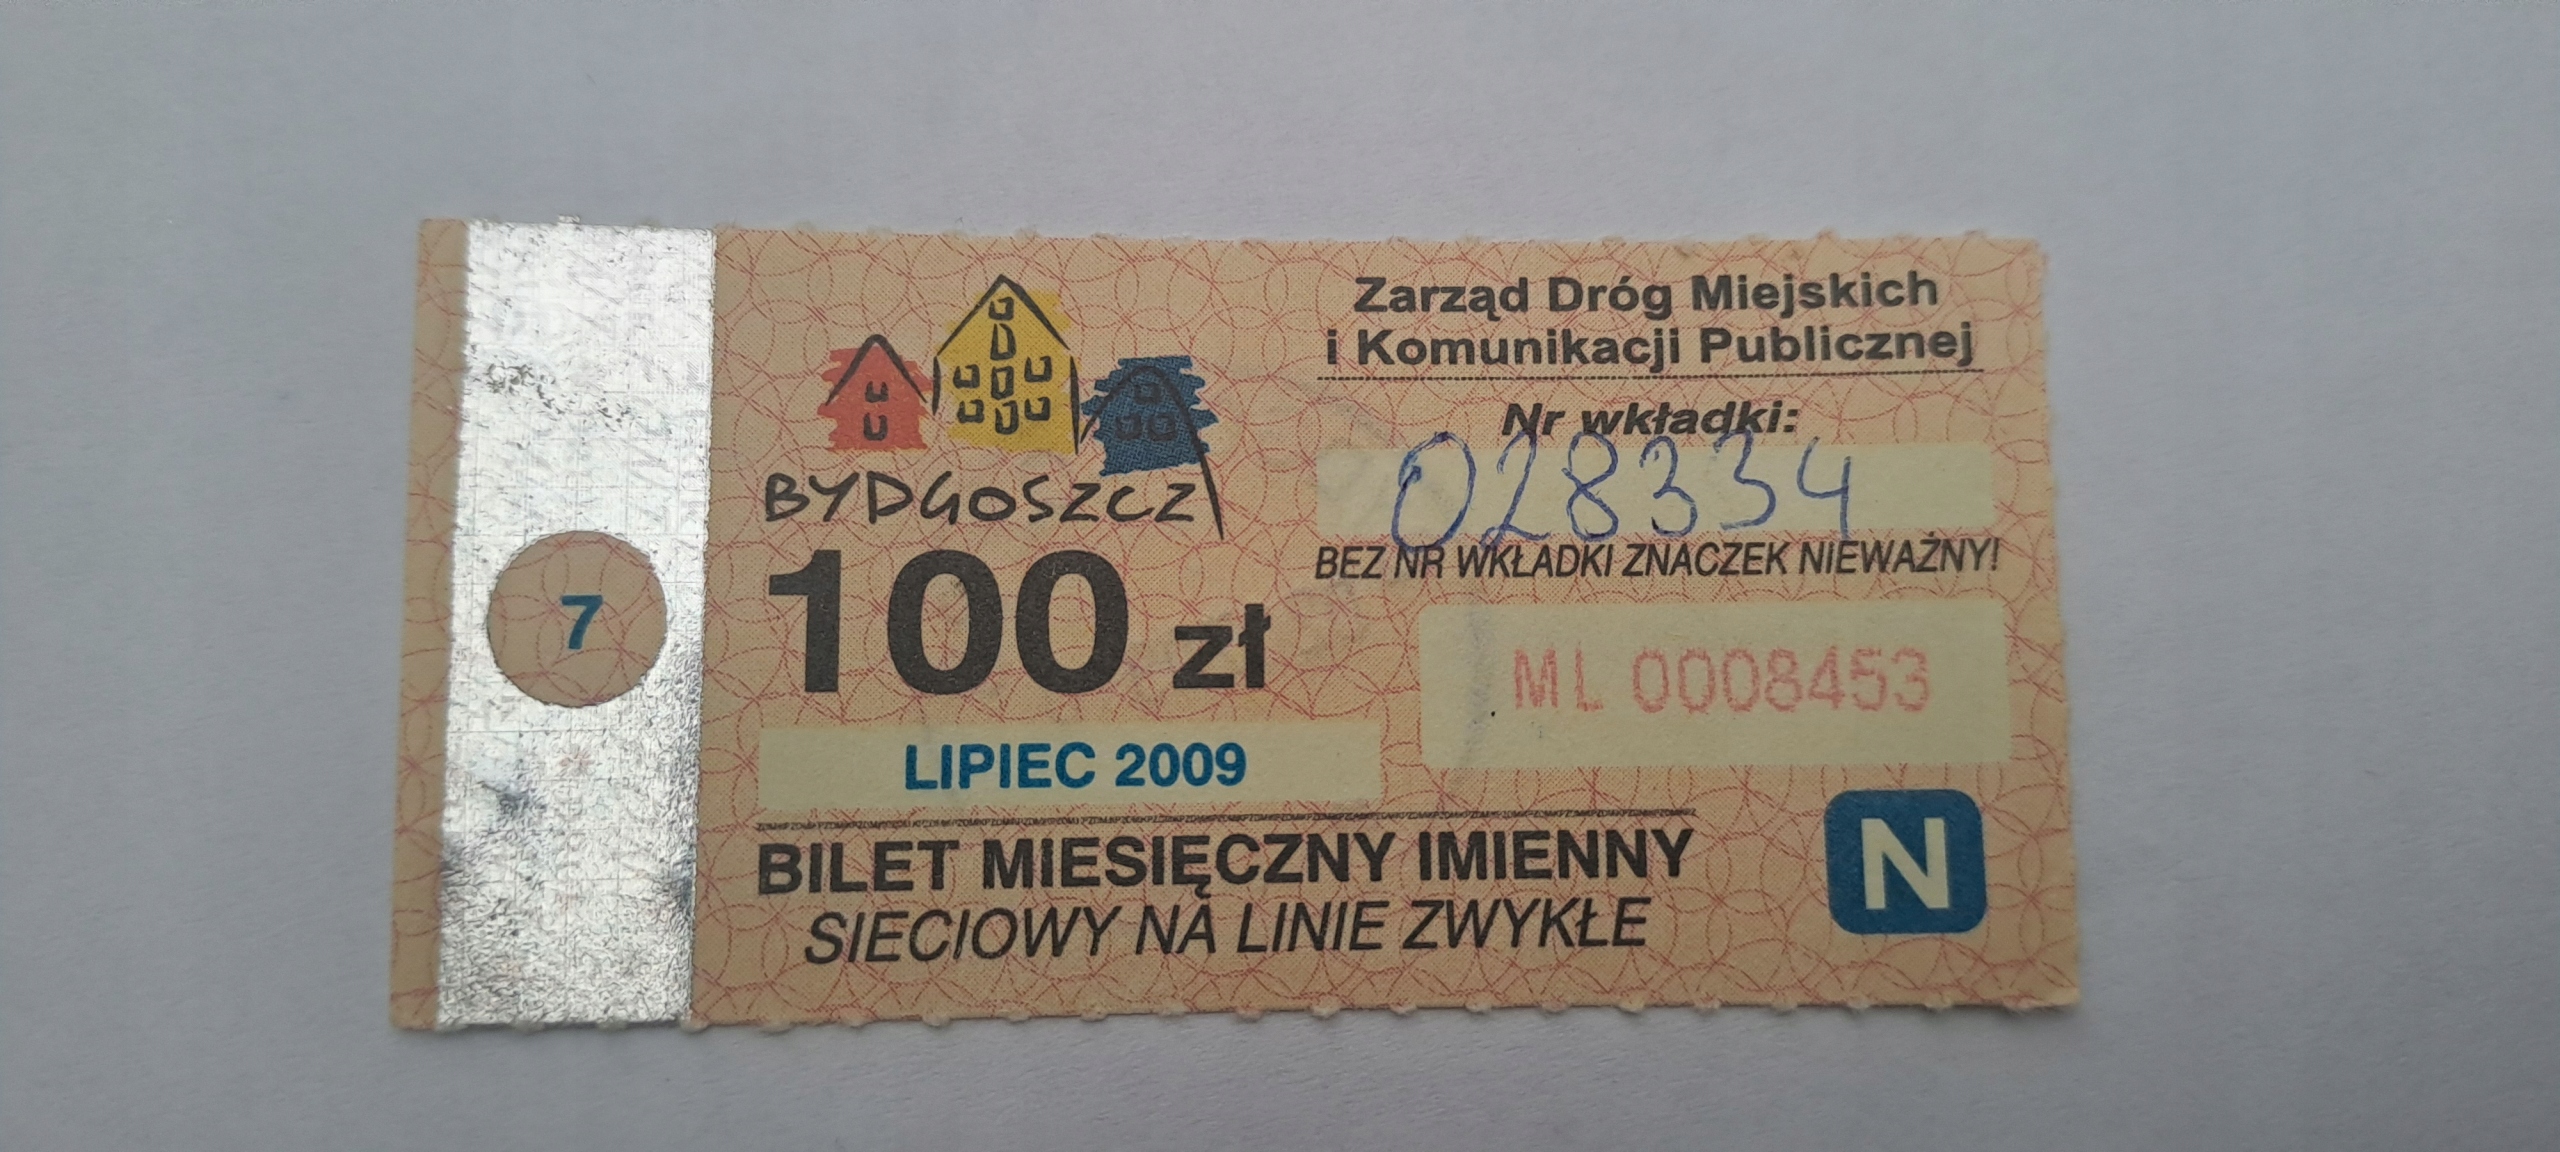 Zarząd Dróg Miejskich
i Komunikacji Publicznej
Nr wkładki:
028334
BEZ NR WKŁADKI ZNACZEK NIEWAŻNY!
BYDGOSZCZ
7
100 zł
ML 0008453
LIPIEC 2009
BILET MIESIĘCZNY IMIENNY
SIECIOWY NA LINIE ZWYKŁE
N